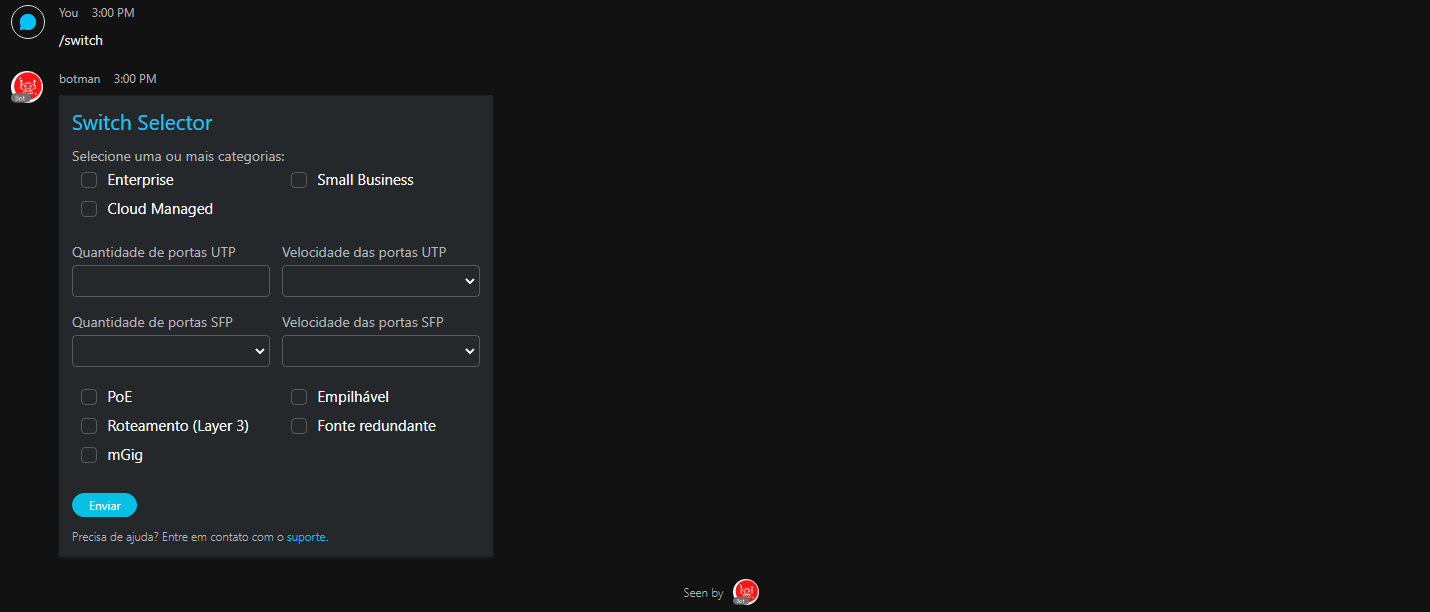 You 3:00 PM
/switch
botman 3:00 PM
Bot
Switch Selector
Selecione uma ou mais categorias:
Enterprise Small Business
Cloud Managed
Quantidade de portas UTP Velocidade das portas UTP
Quantidade de portas SFP Velocidade das portas SFP
PoE Empilhável
Roteamento (Layer 3) Fonte redundante
mGig
Enviar
Precisa de ajuda? Entre em contato com o suporte.
Seen by
Bot